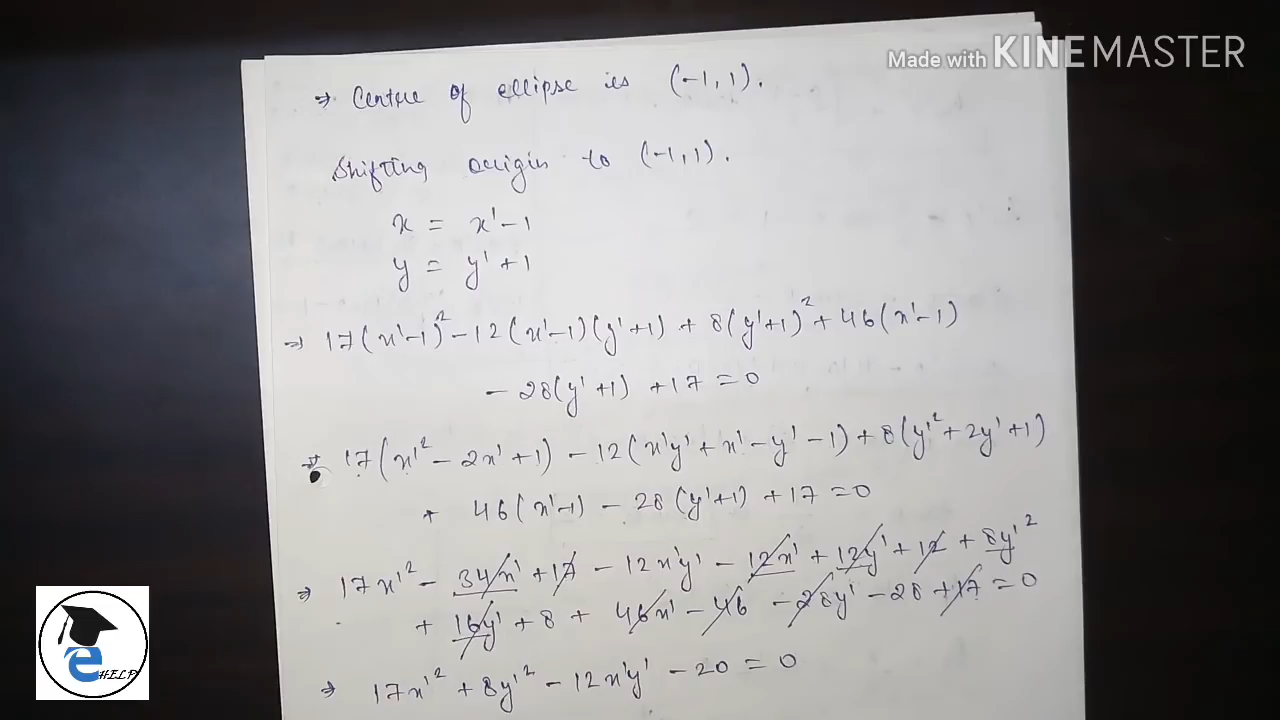 Made with KINEMASTER
⇒ Centre of ellipse is (-1, 1).
Shifting origin to (-1, 1).
x = x' - 1
y = y' + 1
⇒ 17(x'-1)² - 12(x'-1)(y'+1) + 8(y'+1)² + 46(x'-1)
- 28(y'+1) + 17 = 0
⇒ 17(x'² - 2x' + 1) - 12(x'y' + x' - y' - 1) + 8(y'² + 2y' + 1)
+ 46(x'-1) - 28(y'+1) + 17 = 0
⇒ 17x'² - 34x' + 17 - 12x'y' - 12x' + 12y' + 12 + 8y'²
+ 16y' + 8 + 46x' - 46 - 28y' - 28 + 17 = 0
⇒ 17x'² + 8y'² - 12x'y' - 20 = 0
e HELP